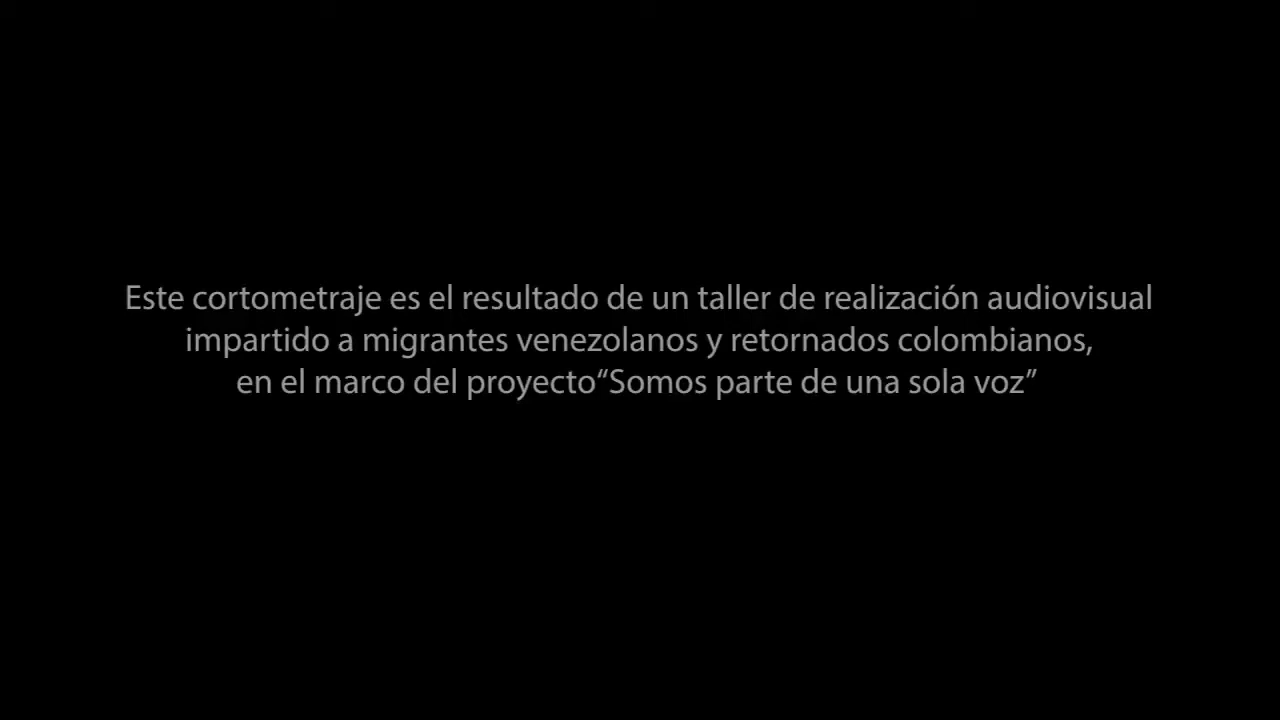 Este cortometraje es el resultado de un taller de realización audiovisual
impartido a migrantes venezolanos y retornados colombianos,
en el marco del proyecto“Somos parte de una sola voz”